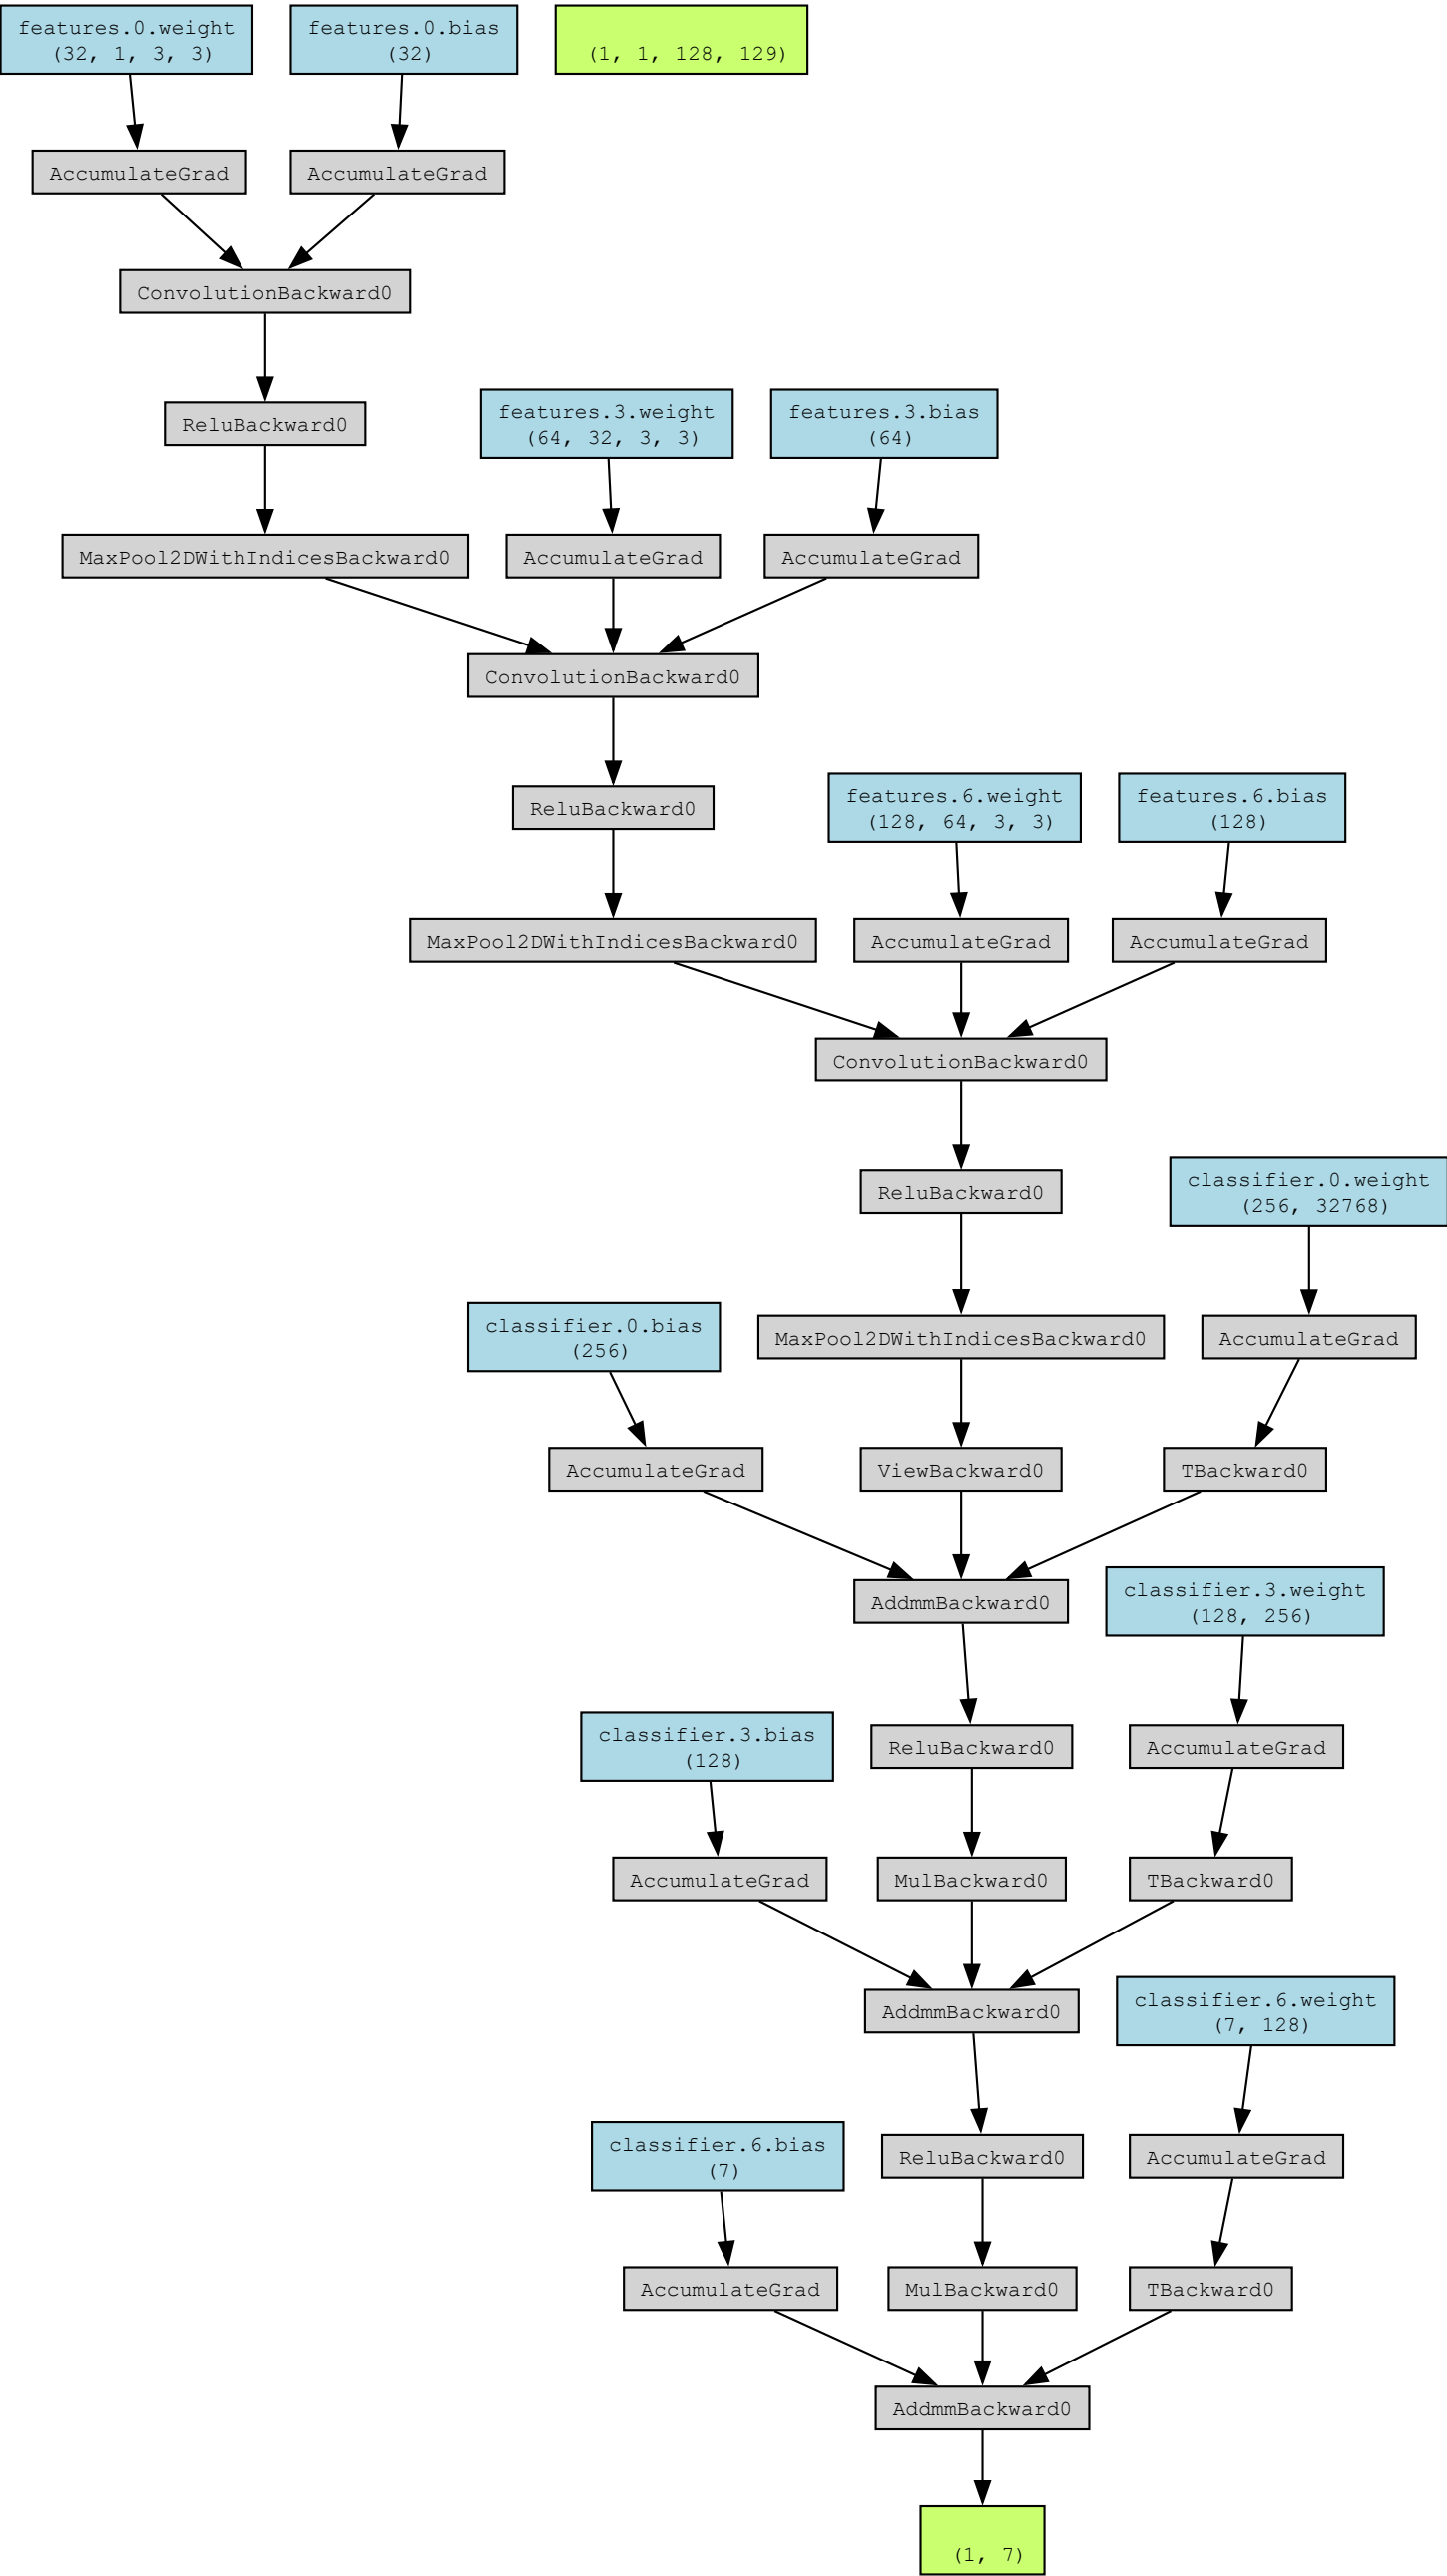 features.0.weight
(32, 1, 3, 3)
features.0.bias
(32)
(1, 1, 128, 129)
AccumulateGrad
AccumulateGrad
ConvolutionBackward0
ReluBackward0
features.3.weight
(64, 32, 3, 3)
features.3.bias
(64)
MaxPool2DWithIndicesBackward0
AccumulateGrad
AccumulateGrad
ConvolutionBackward0
ReluBackward0
features.6.weight
(128, 64, 3, 3)
features.6.bias
(128)
MaxPool2DWithIndicesBackward0
AccumulateGrad
AccumulateGrad
ConvolutionBackward0
ReluBackward0
classifier.0.weight
(256, 32768)
classifier.0.bias
(256)
MaxPool2DWithIndicesBackward0
AccumulateGrad
AccumulateGrad
ViewBackward0
TBackward0
AddmmBackward0
classifier.3.weight
(128, 256)
classifier.3.bias
(128)
ReluBackward0
AccumulateGrad
AccumulateGrad
MulBackward0
TBackward0
AddmmBackward0
classifier.6.weight
(7, 128)
classifier.6.bias
(7)
ReluBackward0
AccumulateGrad
AccumulateGrad
MulBackward0
TBackward0
AddmmBackward0
(1, 7)